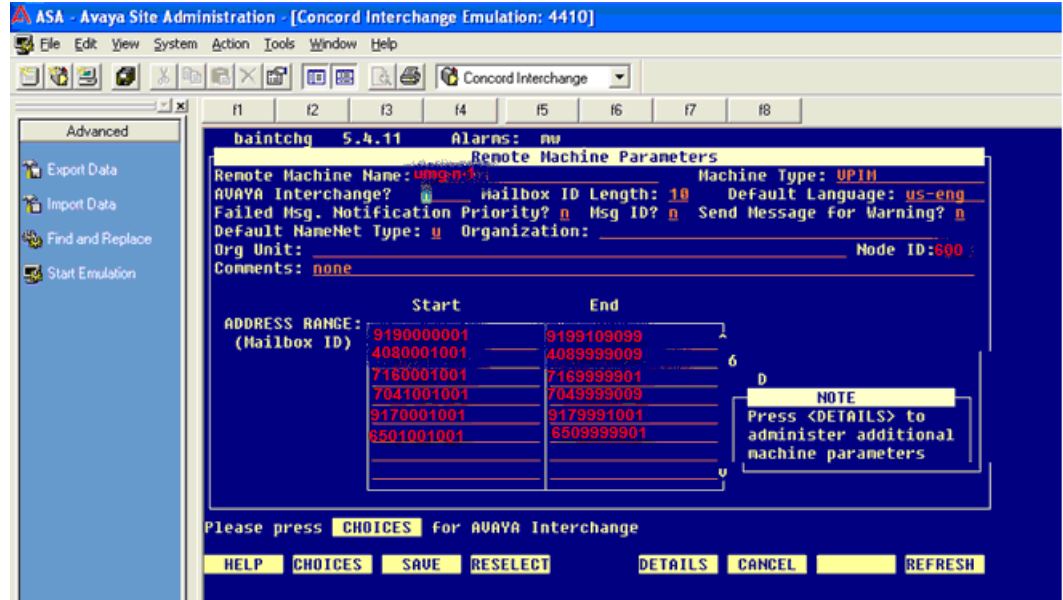 ASA - Avaya Site Administration - [Concord Interchange Emulation: 4410]
File Edit View System Action Tools Window Help
Concord Interchange
f1 f2 f3 f4 f5 f6 f7 f8
Advanced
Export Data
Import Data
Find and Replace
Start Emulation
baintchg 5.4.11 Alarms: mw
Remote Machine Parameters
Remote Machine Name: umg-n-1 Machine Type: VPIM
AVAYA Interchange? Mailbox ID Length: 10 Default Language: us-eng
Failed Msg. Notification Priority? n Msg ID? n Send Message for Warning? n
Default NameNet Type: u Organization:
Org Unit: Node ID:600
Comments: none
Start End
ADDRESS RANGE:
(Mailbox ID)
9190000001 9199109099
4080001001 4089999009
7160001001 7169999901
7041001001 7049999009
9170001001 9179991001
6501001001 6509999901
6
D
NOTE
Press <DETAILS> to
administer additional
machine parameters
v
Please press CHOICES for AVAYA Interchange
HELP CHOICES SAVE RESELECT DETAILS CANCEL REFRESH